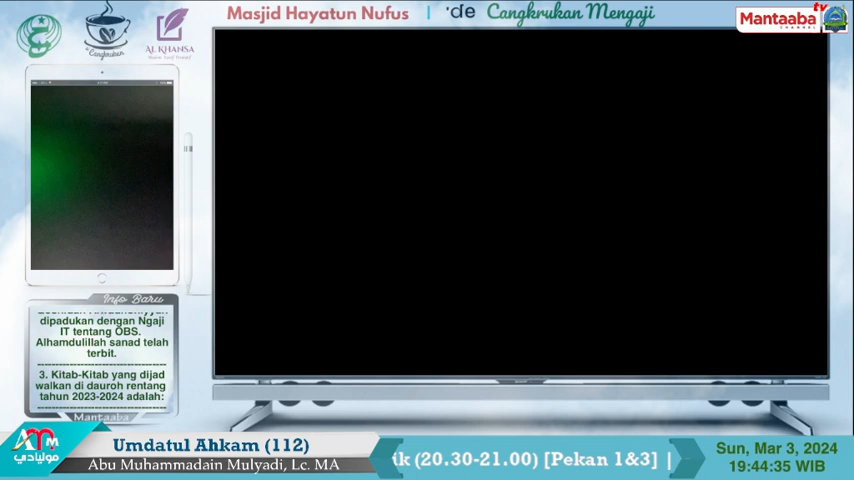 Masjid Hayatun Nufus | de Cangkrukan Mengaji
tv
Mantaaba
CHANNEL
Cangkrukan
AL KHANSA
Info Baru
dipadukan dengan Ngaji
IT tentang OBS.
Alhamdulillah sanad telah
terbit.
3. Kitab-Kitab yang dijad
walkan di dauroh rentang
tahun 2023-2024 adalah:
Mantaaba
موليادي
Umdatul Ahkam (112)
Abu Muhammadain Mulyadi, Lc. MA
ik (20.30-21.00) [Pekan 1&3] |
Sun, Mar 3, 2024
19:44:35 WIB